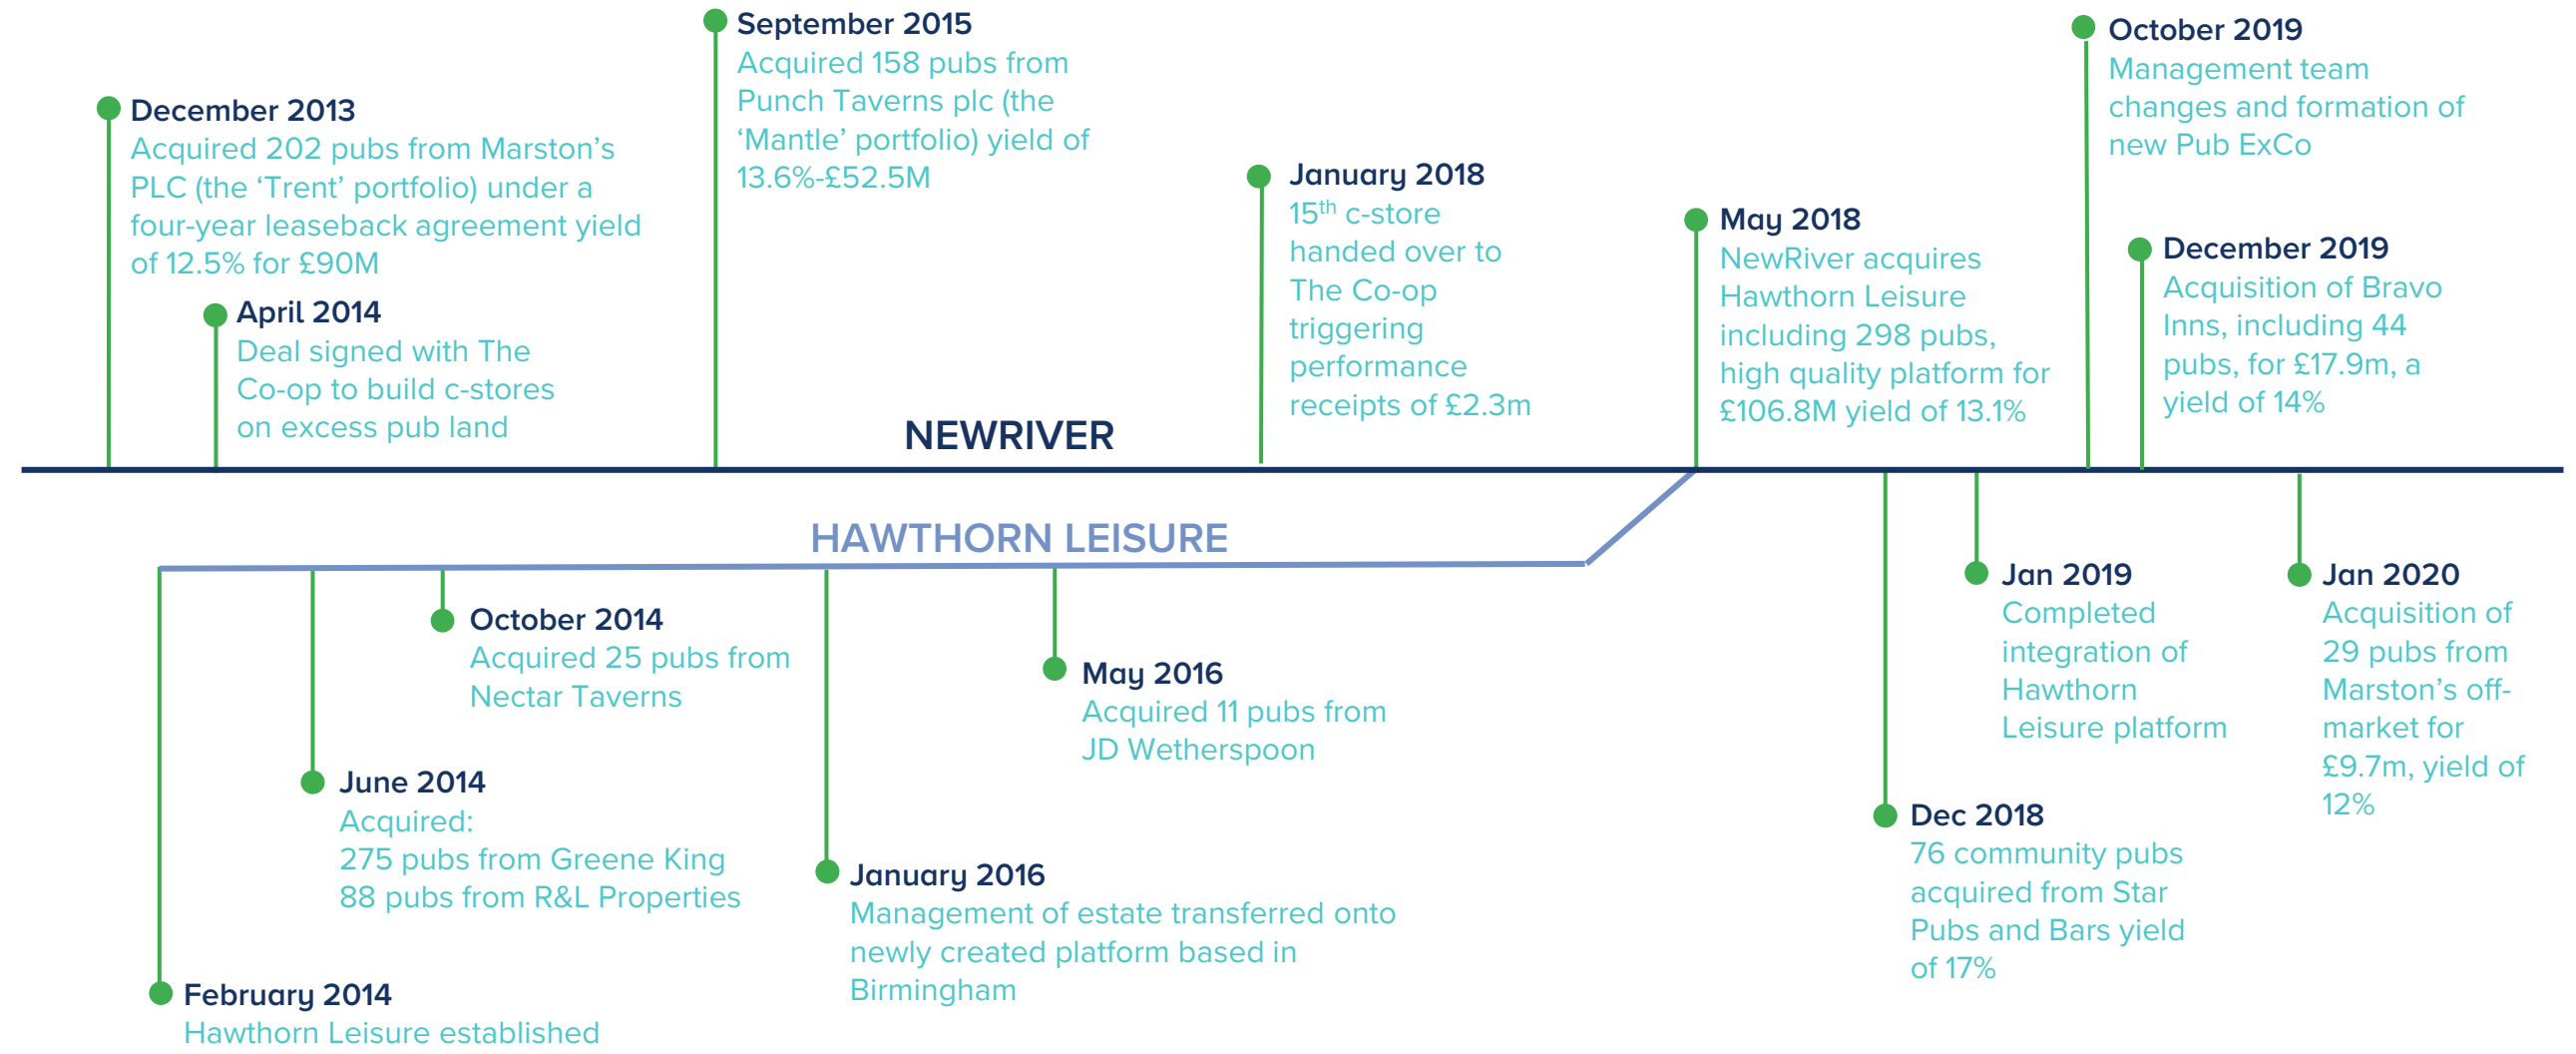 December 2013
Acquired 202 pubs from Marston’s
PLC (the ‘Trent’ portfolio) under a
four-year leaseback agreement yield
of 12.5% for £90M
April 2014
Deal signed with The
Co-op to build c-stores
on excess pub land
September 2015
Acquired 158 pubs from
Punch Taverns plc (the
‘Mantle’ portfolio) yield of
13.6%-£52.5M
January 2018
15th c-store
handed over to
The Co-op
triggering
performance
receipts of £2.3m
May 2018
NewRiver acquires
Hawthorn Leisure
including 298 pubs,
high quality platform for
£106.8M yield of 13.1%
October 2019
Management team
changes and formation of
new Pub ExCo
December 2019
Acquisition of Bravo
Inns, including 44
pubs, for £17.9m, a
yield of 14%
NEWRIVER
HAWTHORN LEISURE
February 2014
Hawthorn Leisure established
June 2014
Acquired:
275 pubs from Greene King
88 pubs from R&L Properties
October 2014
Acquired 25 pubs from
Nectar Taverns
January 2016
Management of estate transferred onto
newly created platform based in
Birmingham
May 2016
Acquired 11 pubs from
JD Wetherspoon
Dec 2018
76 community pubs
acquired from Star
Pubs and Bars yield
of 17%
Jan 2019
Completed
integration of
Hawthorn
Leisure platform
Jan 2020
Acquisition of
29 pubs from
Marston’s off-
market for
£9.7m, yield of
12%